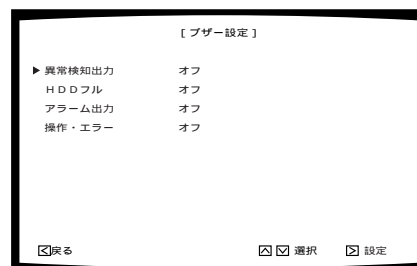 [ブザー設定]
▶異常検知出力 オフ
HDDフル オフ
アラーム出力 オフ
操作・エラー オフ
<戻る ∧∨ 選択 > 設定